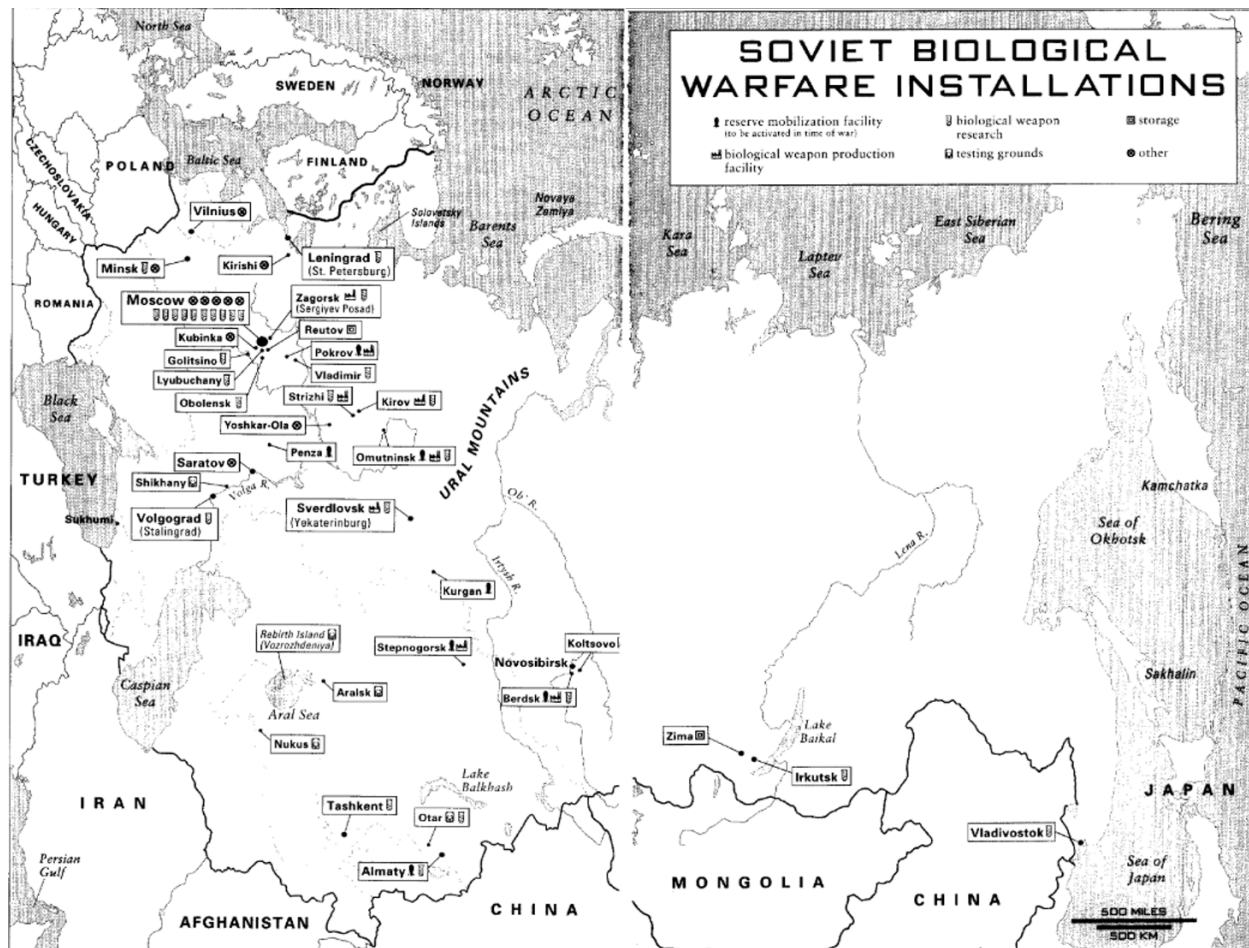 SOVIET BIOLOGICAL
WARFARE INSTALLATIONS
reserve mobilization facility
(to be activated in time of war)
biological weapon production
facility
biological weapon
research
testing grounds
storage
other
North Sea
SWEDEN
NORWAY
ARCTIC
OCEAN
CZECHOSLOVAKIA
POLAND
Baltic Sea
FINLAND
HUNGARY
Vilnius
Solovetsky
Islands
Barents
Sea
Novaya
Zemlya
Kara
Sea
Laptev
Sea
East Siberian
Sea
Bering
Sea
Minsk
Kirishi
Leningrad
(St. Petersburg)
ROMANIA
Moscow
Zagorsk
(Sergiyev Posad)
Kubinka
Reutov
Golitsino
Pokrov
Lyubuchany
Vladimir
Obolensk
Black
Sea
Strizhi
Kirov
Yoshkar-Ola
URAL MOUNTAINS
Penza
Omutninsk
Saratov
TURKEY
Shikhany
Volga R.
Ob' R.
Sukhumi
Volgograd
(Stalingrad)
Sverdlovsk
(Yekaterinburg)
Irtysh R.
Lena R.
Kamchatka
Sea of
Okhotsk
PACIFIC OCEAN
Kurgan
IRAQ
Rebirth Island
(Vozrozhdeniya)
Stepnogorsk
Novosibirsk
Koltsovo
Sakhalin
Caspian
Sea
Aralsk
Berdsk
Aral Sea
Nukus
Zima
Lake
Baikal
Irkutsk
IRAN
Lake
Balkhash
JAPAN
Tashkent
Otar
Vladivostok
Persian
Gulf
Almaty
Sea of
Japan
MONGOLIA
AFGHANISTAN
CHINA
CHINA
500 MILES
500 KM